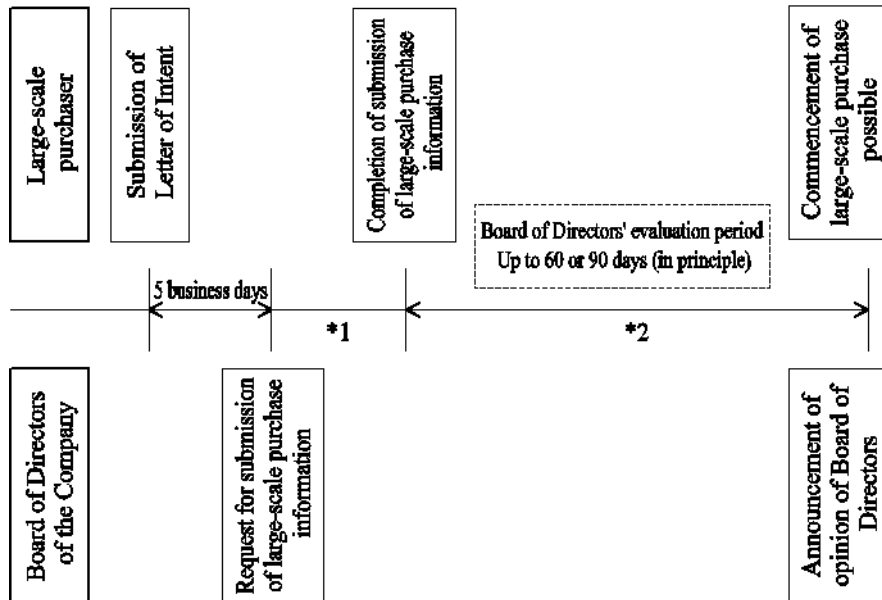 Large-scale
purchaser
Submission of
Letter of Intent
Completion of submission
of large-scale purchase
information
Commencement of
large-scale purchase
possible
Board of Directors' evaluation period
Up to 60 or 90 days (in principle)
5 business days
*1
*2
Board of Directors
of the Company
Request for submission
of large-scale purchase
information
Announcement of
opinion of Board of
Directors